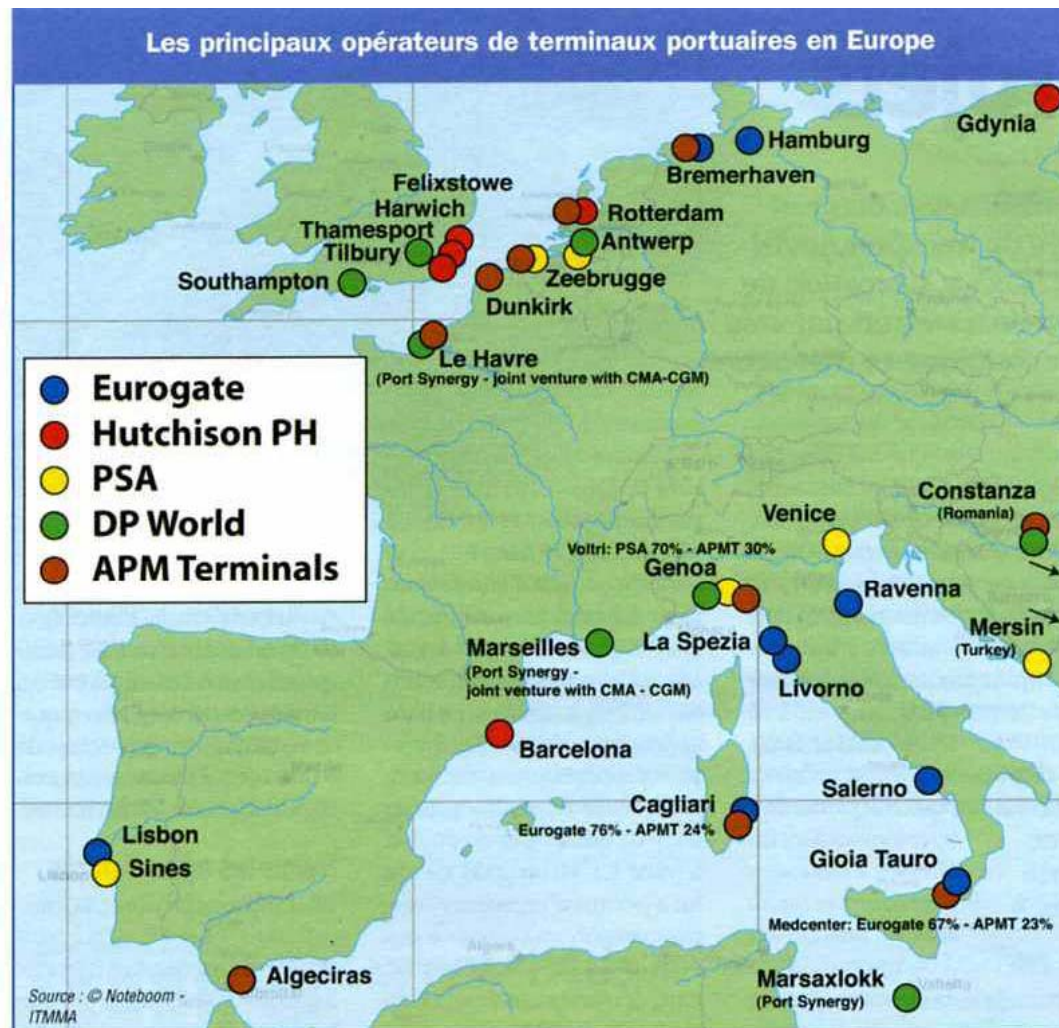 Les principaux opérateurs de terminaux portuaires en Europe
Gdynia
Hamburg
Bremerhaven
Felixstowe
Harwich
Thamesport
Tilbury
Southampton
Rotterdam
Antwerp
Zeebrugge
Dunkirk
Le Havre
(Port Synergy - joint venture with CMA-CGM)
Eurogate
Hutchison PH
PSA
DP World
APM Terminals
Constanza
(Romania)
Venice
Voltri: PSA 70% - APMT 30%
Genoa
Ravenna
Mersin
(Turkey)
Marseilles
(Port Synergy -
joint venture with CMA - CGM)
La Spezia
Livorno
Barcelona
Salerno
Cagliari
Eurogate 76% - APMT 24%
Lisbon
Lisbon
Sines
Gioia Tauro
Medcenter: Eurogate 67% - APMT 23%
Algeciras
Marsaxlokk
(Port Synergy)
Valletta
Source : © Noteboom -
ITMMA